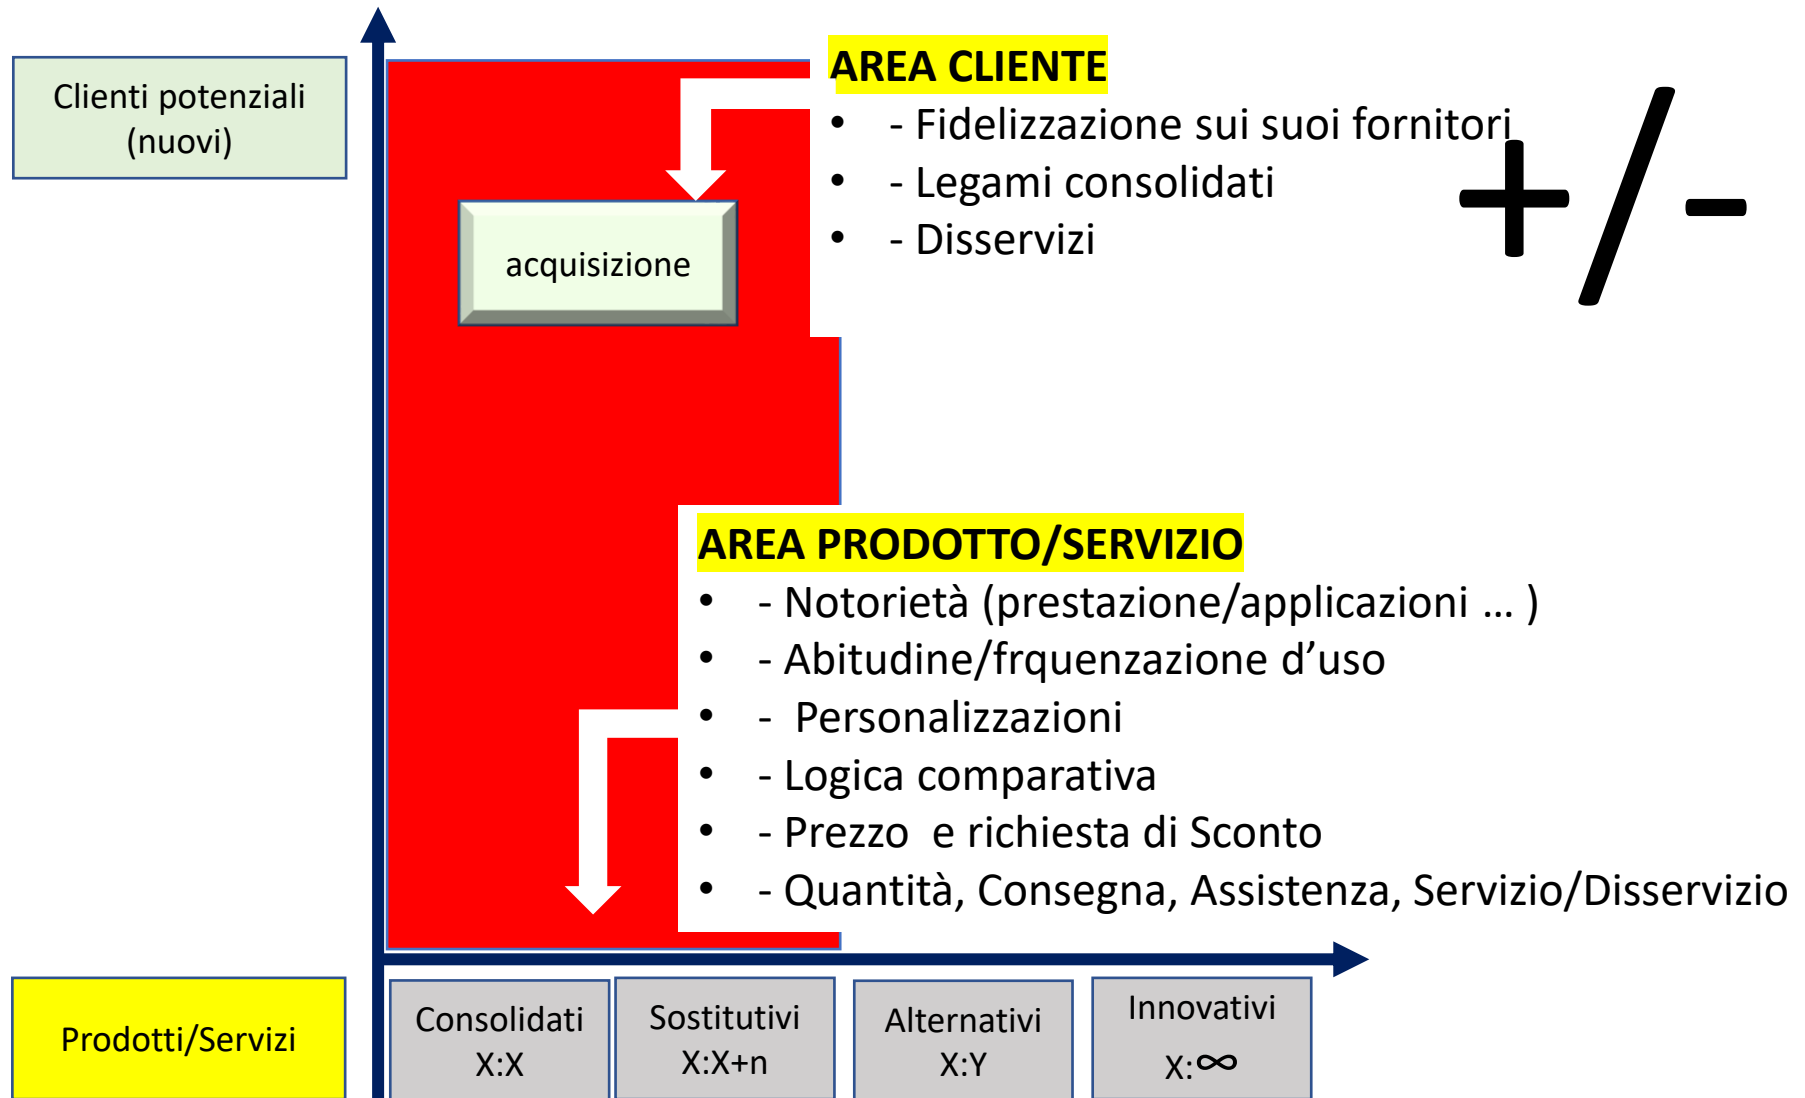 Clienti potenziali
(nuovi)
AREA CLIENTE
• - Fidelizzazione sui suoi fornitori
• - Legami consolidati
• - Disservizi
+/-
acquisizione
AREA PRODOTTO/SERVIZIO
• - Notorietà (prestazione/applicazioni … )
• - Abitudine/frquenzazione d’uso
• - Personalizzazioni
• - Logica comparativa
• - Prezzo e richiesta di Sconto
• - Quantità, Consegna, Assistenza, Servizio/Disservizio
Prodotti/Servizi
Consolidati
X:X
Sostitutivi
X:X+n
Alternativi
X:Y
Innovativi
X:∞